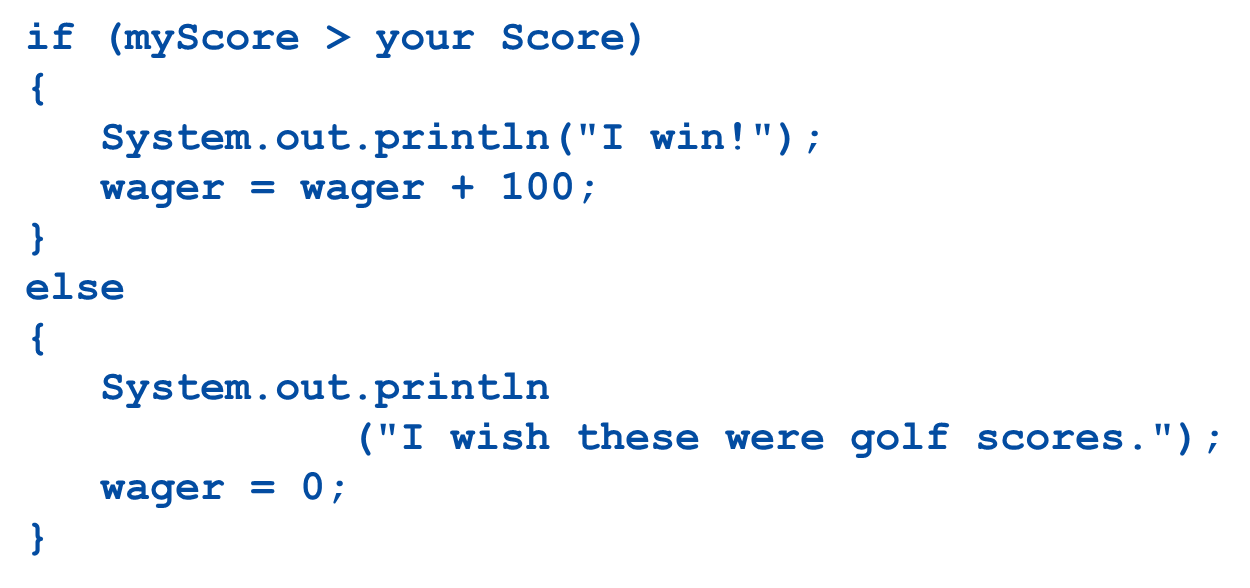 if (myScore > your Score)
{
System.out.println("I win!");
wager = wager + 100;
}
else
{
System.out.println
("I wish these were golf scores.");
wager = 0;
}